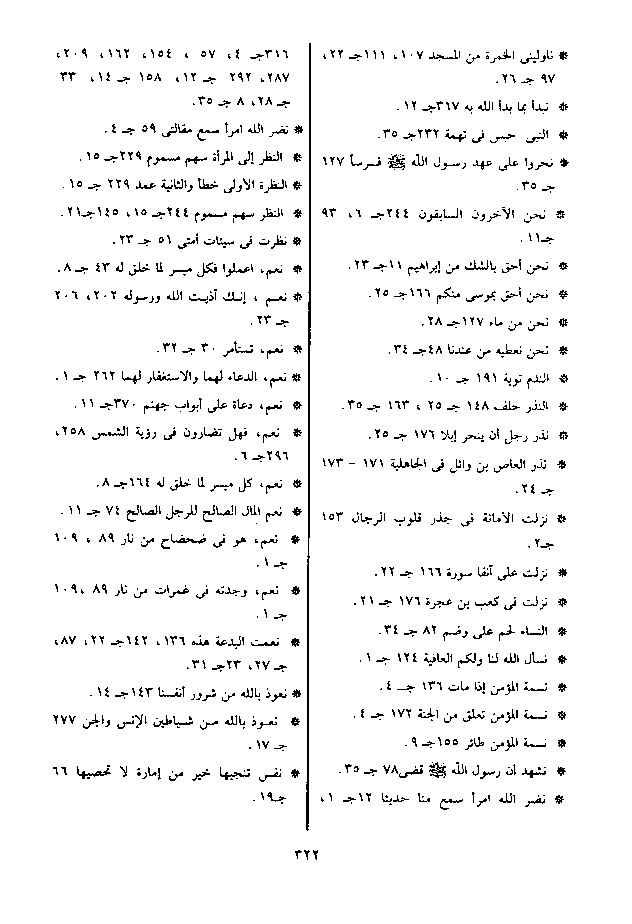 * ناوليني الخمرة من المسجد ١٠٧، ١١١جـ ٢٢،
٩٧ جـ ٢٦.
* نبدأ بما بدأ الله به ٣٦٧جـ ١٢.
* النبي حبس في تهمة ٢٣٢جـ ٣٥.
* نحروا على عهد رسول الله ﷺ فرساً ١٢٧
جـ ٣٥.
* نحن الآخرون السابقون ٢٤٤جـ ٦، ٩٣
جـ١١.
* نحن أحق بالشك من إبراهيم ١١جـ ٢٣.
* نحن أحق بموسى منكم ١٦٦جـ ٢٥.
* نحن من ماء ١٢٧جـ ٢٨.
* نحن نعطيه من عندنا ٤٨جـ ٣٤.
* الندم توبة ١٩١ جـ ١٠.
* النذر حلف ١٤٨ جـ ٢٥ ، ١٦٣ جـ ٣٥.
* نذر رجل أن ينحر إبلا ١٧٦ جـ ٢٥.
* نذر العاص بن وائل في الجاهلية ١٧١ - ١٧٣
جـ ٢٤.
* نزلت الأمانة في جذر قلوب الرجال ١٥٣
جـ٢.
* نزلت على آنفا سورة ١٦٦ جـ ٢٢.
* نزلت في كعب بن عجرة ١٧٦ جـ ٢١.
* النساء لحم على وضم ٨٢ جـ ٣٤.
* نسأل الله لنا ولكم العافية ١٢٤ جـ ١.
* نسمة المؤمن إذا مات ١٣٦ جـ ٤.
* نسمة المؤمن تعلق من الجنة ١٧٢ جـ ٤.
* نسمة المؤمن طائر ١٥٥جـ ٩.
* نشهد أن رسول الله ﷺ قضى٧٨ جـ ٣٥.
* نضر الله امرأ سمع منا حديثا ١٢جـ ١،
٣١٦جـ ٤، ٥٧ ، ١٥٤، ١٦٢، ٢٠٩،
٢٨٧، ٢٩٢ جـ ١٢، ١٥٨ جـ ١٤، ٣٣
جـ ٢٨، ٨ جـ ٣٥.
* نضر الله امرأ سمع مقالتي ٥٩ جـ ٤.
* النظر إلى المرأة سهم مسموم ٢٢٩جـ ١٥.
* النظرة الأولى خطأ والثانية عمد ٢٢٩ جـ ١٥.
* النظر سهم مسموم ٢٤٤جـ ١٥، ١٤٥جـ٢١.
* نظرت في سيئات أمتى ٥١ جـ ٢٣.
* نعم، اعملوا فكل ميسر لما خلق له ٤٣ جـ ٨.
* نعم ، إنك آذيت الله ورسوله ٢٠٢، ٢٠٦
جـ ٢٣.
* نعم، تستأمر ٣٠ جـ ٣٢.
* نعم، الدعاء لهما والاستغفار لهما ٢٦٢ جـ ١.
* نعم، دعاة على أبواب جهنم ٣٧٠جـ ١١.
* نعم، فهل تضارون في رؤية الشمس ٢٥٨،
٢٩٦جـ ٦.
* نعم، كل ميسر لما خلق له ١٦٤جـ ٨.
* نعم المال الصالح للرجل الصالح ٧٤ جـ ١١.
* نعم، هو في ضحضاح من نار ٨٩ ، ١٠٩
جـ ١.
* نعم، وجدته في غمرات من نار ٨٩ ،١٠٩
جـ ١.
* نعمت البدعة هذه ١٣٦، ١٤٢جـ ٢٢، ٨٧،
جـ ٢٧، ٢٣جـ ٣١.
* نعوذ بالله من شرور أنفسنا ١٤٣جـ ١٤.
* نعوذ بالله من شياطين الإنس والجن ٢٧٧
جـ ١٧.
* نفس تنجيها خير من إمارة لا تحصيها ٦٦
جـ١٩.
٣٢٢